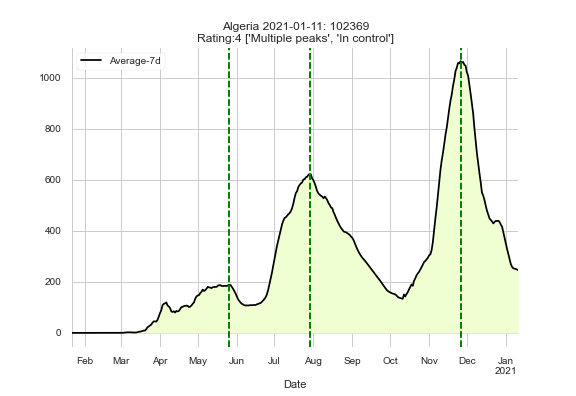 Algeria 2021-01-11: 102369
Rating:4 ['Multiple peaks', 'In control']
Average-7d
1000
800
600
400
200
0
Feb Mar Apr May Jun Jul Aug Sep Oct Nov Dec Jan
2021
Date